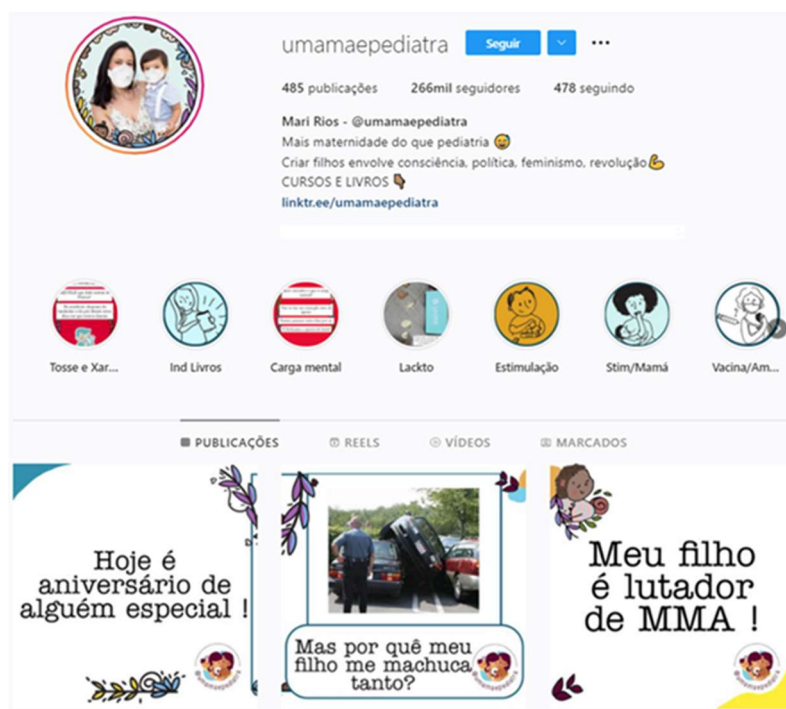 umamaepediatra Seguir
485 publicações 266mil seguidores 478 seguindo
Mari Rios - @umamaepediatra
Mais maternidade do que pediatria
Criar filhos envolve consciência, política, feminismo, revolução
CURSOS E LIVROS
linktr.ee/umamaepediatra
Tosse e Xar... Ind Livros Carga mental Lackto Estimulação Stim/Mamá Vacina/Am...
PUBLICAÇÕES REELS VÍDEOS MARCADOS
Hoje é
aniversário de
alguém especial !
Mas por quê meu
filho me machuca
tanto?
Meu filho
é lutador
de MMA !
@umamaepediatra
@umamaepediatra
@umamaepediatra